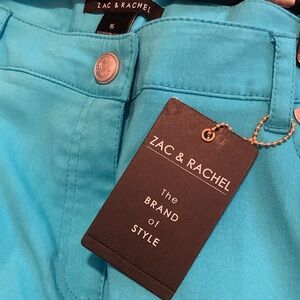 ZAC & RACHEL
6
ZAC & RACHEL
The
BRAND
of
STYLE